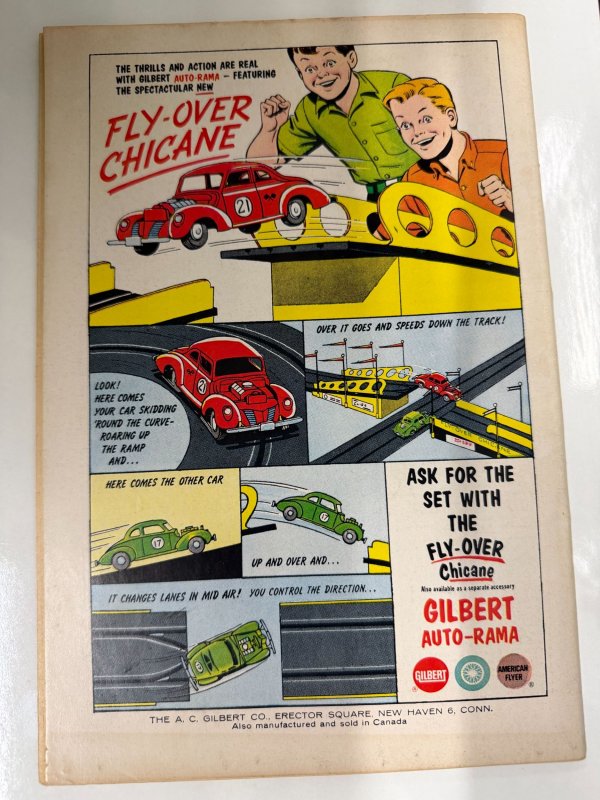 THE THRILLS AND ACTION ARE REAL
WITH GILBERT AUTO-RAMA – FEATURING
THE SPECTACULAR NEW
FLY-OVER
CHICANE
21
LOOK!
HERE COMES
YOUR CAR SKIDDING
'ROUND THE CURVE-
ROARING UP
THE RAMP
AND...
21
OVER IT GOES AND SPEEDS DOWN THE TRACK!
HERE COMES THE OTHER CAR
17
17
UP AND OVER AND...
IT CHANGES LANES IN MID AIR! YOU CONTROL THE DIRECTION...
17
ASK FOR THE
SET WITH
THE
FLY-OVER
Chicane
Also available as a separate accessory
GILBERT
AUTO-RAMA
GILBERT
®
AMERICAN
FLYER
®
THE A. C. GILBERT CO., ERECTOR SQUARE, NEW HAVEN 6, CONN.
Also manufactured and sold in Canada